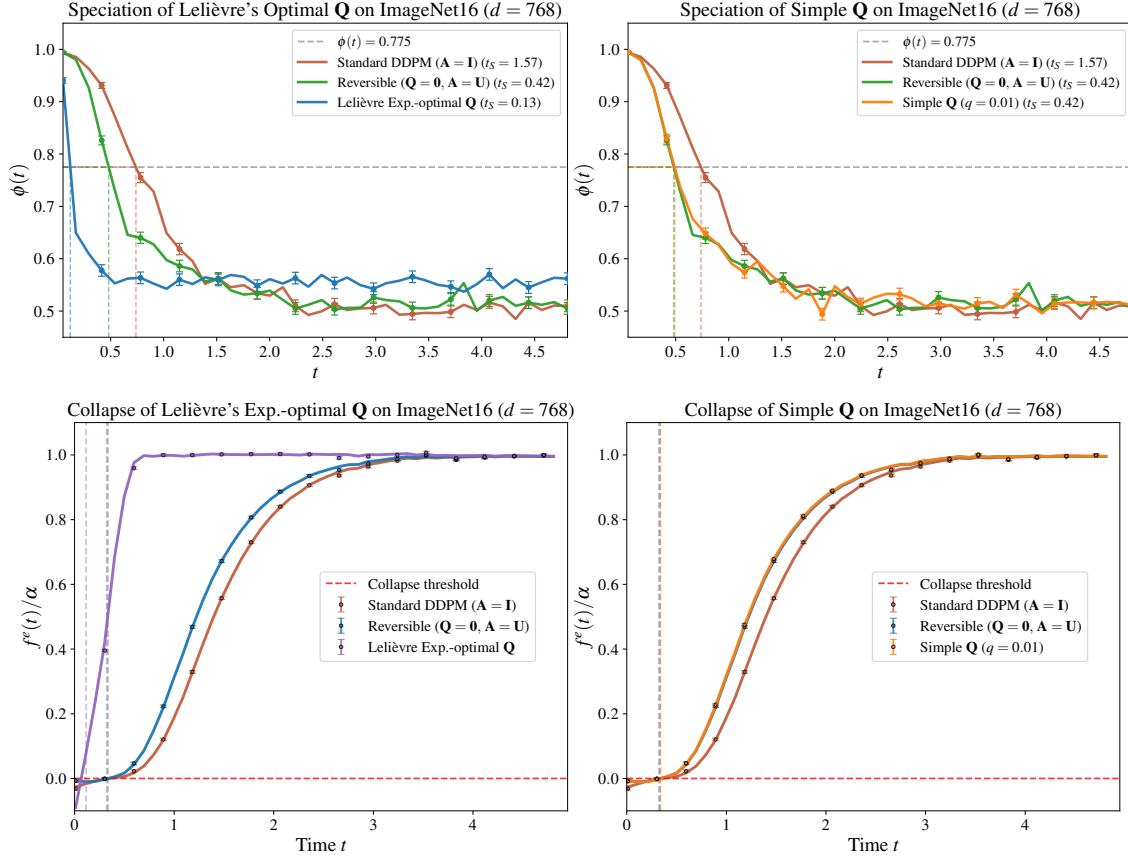 Speciation of Lelièvre's Optimal Q on ImageNet16 (d = 768)
ϕ(t) = 0.775
Standard DDPM (A = I) (t_S = 1.57)
Reversible (Q = 0, A = U) (t_S = 0.42)
Lelièvre Exp.-optimal Q (t_S = 0.13)
1.0
0.9
0.8
0.7
0.6
0.5
ϕ(t)
0.5 1.0 1.5 2.0 2.5 3.0 3.5 4.0 4.5
t
Speciation of Simple Q on ImageNet16 (d = 768)
ϕ(t) = 0.775
Standard DDPM (A = I) (t_S = 1.57)
Reversible (Q = 0, A = U) (t_S = 0.42)
Simple Q (q = 0.01) (t_S = 0.42)
1.0
0.9
0.8
0.7
0.6
0.5
ϕ(t)
0.5 1.0 1.5 2.0 2.5 3.0 3.5 4.0 4.5
t
Collapse of Lelièvre's Exp.-optimal Q on ImageNet16 (d = 768)
1.0
0.8
0.6
0.4
0.2
0.0
f^e(t)/α
Collapse threshold
Standard DDPM (A = I)
Reversible (Q = 0, A = U)
Lelièvre Exp.-optimal Q
0 1 2 3 4
Time t
Collapse of Simple Q on ImageNet16 (d = 768)
1.0
0.8
0.6
0.4
0.2
0.0
f^e(t)/α
Collapse threshold
Standard DDPM (A = I)
Reversible (Q = 0, A = U)
Simple Q (q = 0.01)
0 1 2 3 4
Time t